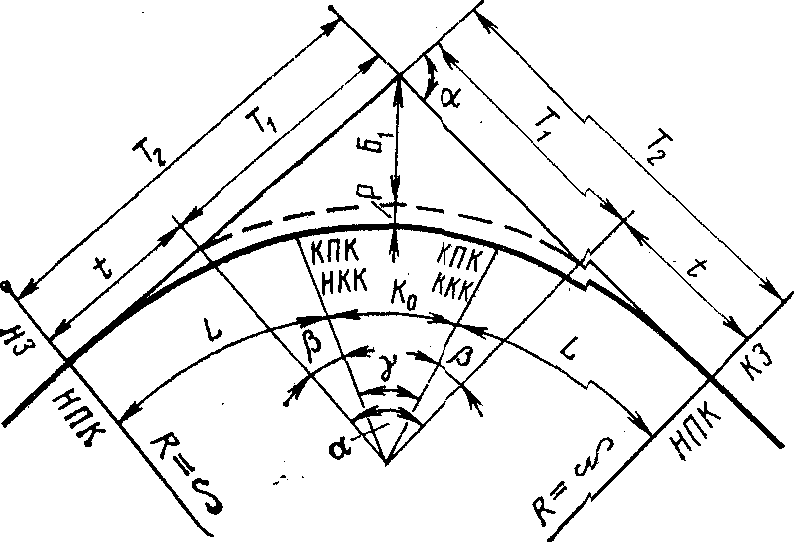 T₂
T₁
α
Б₁
T₁
T₂
р
t
t
КПК
НКК
КПК
ККК
K₀
НЗ
L
β
γ
β
L
КЗ
НПК
α
НПК
R=∞
R=∞